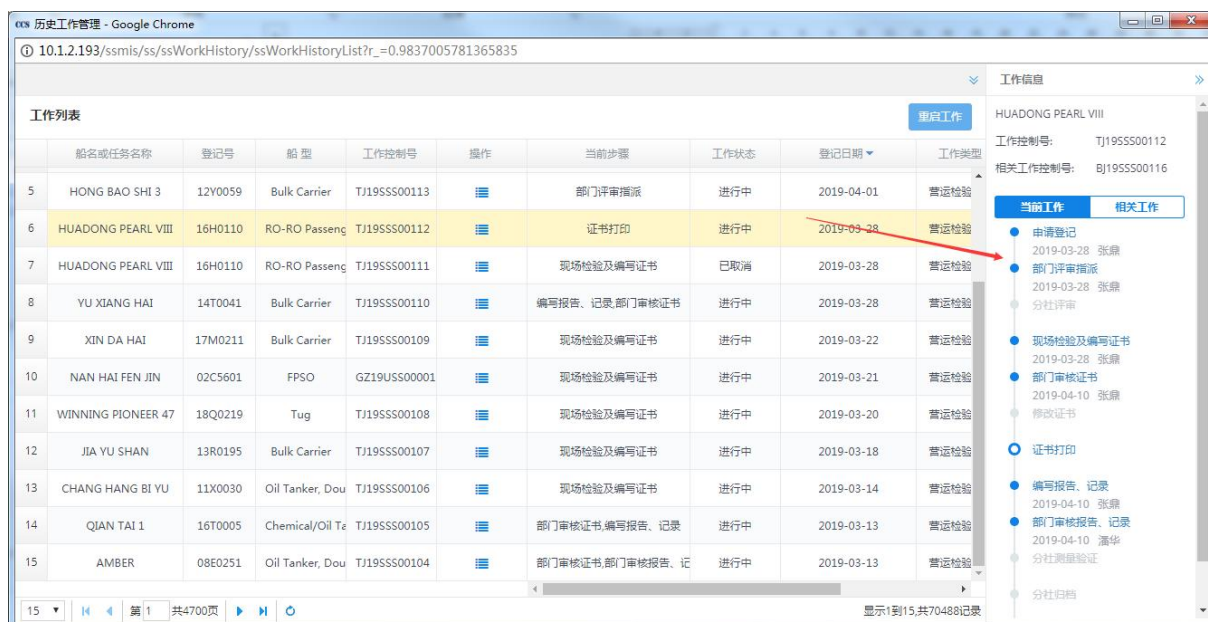 ccs 历史工作管理 - Google Chrome
10.1.2.193/ssmis/ss/ssWorkHistory/ssWorkHistoryList?r_=0.9837005781365835
工作列表 重启工作
船名或任务名称 登记号 船 型 工作控制号 操作 当前步骤 工作状态 登记日期 工作类型
5 HONG BAO SHI 3 12Y0059 Bulk Carrier TJ19SSS00113 部门评审指派 进行中 2019-04-01 营运检验
6 HUADONG PEARL VIII 16H0110 RO-RO Passeng TJ19SSS00112 证书打印 进行中 2019-03-28 营运检验
7 HUADONG PEARL VIII 16H0110 RO-RO Passeng TJ19SSS00111 现场检验及编写证书 已取消 2019-03-28 营运检验
8 YU XIANG HAI 14T0041 Bulk Carrier TJ19SSS00110 编写报告、记录,部门审核证书 进行中 2019-03-28 营运检验
9 XIN DA HAI 17M0211 Bulk Carrier TJ19SSS00109 现场检验及编写证书 进行中 2019-03-22 营运检验
10 NAN HAI FEN JIN 02C5601 FPSO GZ19USS00001 现场检验及编写证书 进行中 2019-03-21 营运检验
11 WINNING PIONEER 47 18Q0219 Tug TJ19SSS00108 现场检验及编写证书 进行中 2019-03-20 营运检验
12 JIA YU SHAN 13R0195 Bulk Carrier TJ19SSS00107 现场检验及编写证书 进行中 2019-03-18 营运检验
13 CHANG HANG BI YU 11X0030 Oil Tanker, Dou TJ19SSS00106 现场检验及编写证书 进行中 2019-03-14 营运检验
14 QIAN TAI 1 16T0005 Chemical/Oil Ta TJ19SSS00105 部门审核证书,编写报告、记录 进行中 2019-03-13 营运检验
15 AMBER 08E0251 Oil Tanker, Dou TJ19SSS00104 部门审核证书,部门审核报告、记 进行中 2019-03-13 营运检验
15 第 1 共4700页 显示1到15,共70488记录
工作信息
HUADONG PEARL VIII
工作控制号: TJ19SSS00112
相关工作控制号: BJ19SSS00116
当前工作 相关工作
申请登记
2019-03-28 张鼐
部门评审指派
2019-03-28 张鼐
分社评审
现场检验及编写证书
2019-03-28 张鼐
部门审核证书
2019-04-10 张鼐
修改证书
证书打印
编写报告、记录
2019-04-10 张鼐
部门审核报告、记录
2019-04-10 潘华
分社测量验证
分社归档